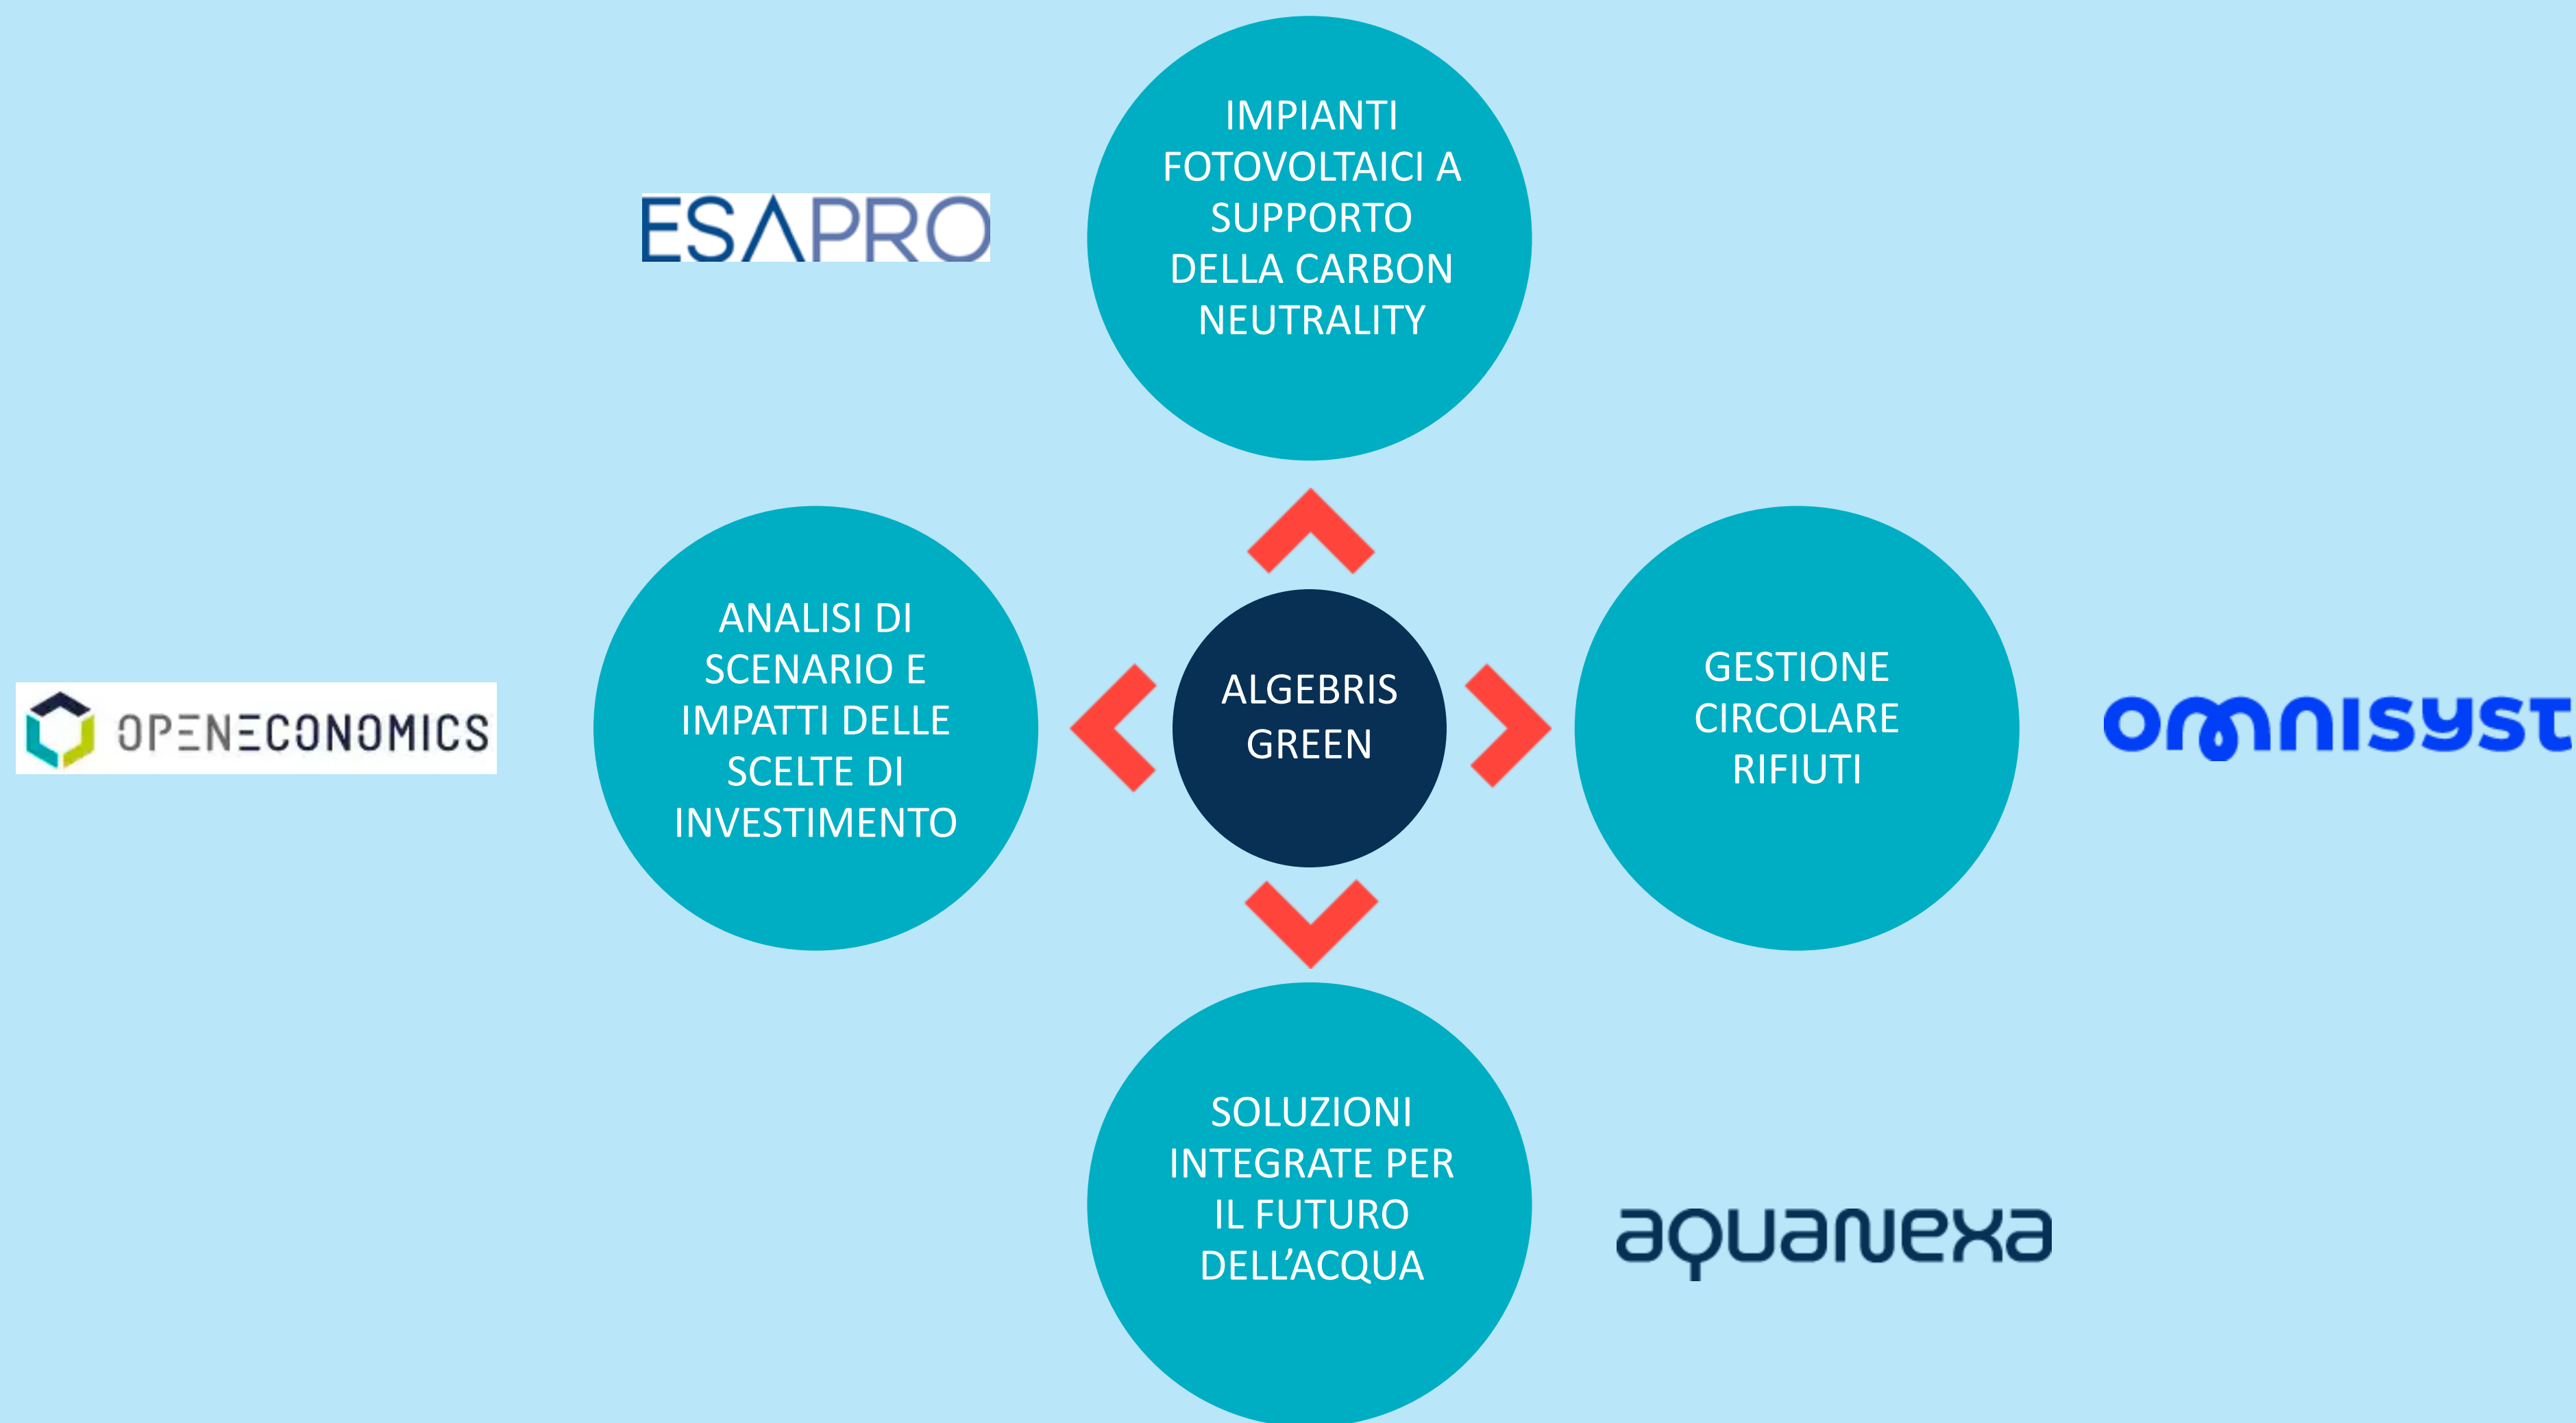 IMPIANTI
FOTOVOLTAICI A
SUPPORTO
DELLA CARBON
NEUTRALITY
ESAPRO
ANALISI DI
SCENARIO E
IMPATTI DELLE
SCELTE DI
INVESTIMENTO
OPENECONOMICS
ALGEBRIS
GREEN
GESTIONE
CIRCOLARE
RIFIUTI
omnisyst
SOLUZIONI
INTEGRATE PER
IL FUTURO
DELL’ACQUA
aquanexa